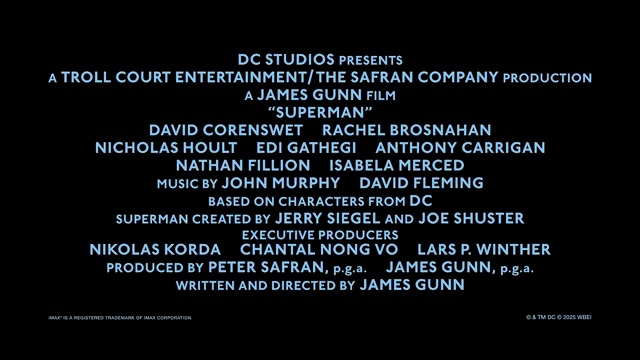 DC STUDIOS PRESENTS
A TROLL COURT ENTERTAINMENT/THE SAFRAN COMPANY PRODUCTION
A JAMES GUNN FILM
“SUPERMAN”
DAVID CORENSWET RACHEL BROSNAHAN
NICHOLAS HOULT EDI GATHEGI ANTHONY CARRIGAN
NATHAN FILLION ISABELA MERCED
MUSIC BY JOHN MURPHY DAVID FLEMING
BASED ON CHARACTERS FROM DC
SUPERMAN CREATED BY JERRY SIEGEL AND JOE SHUSTER
EXECUTIVE PRODUCERS
NIKOLAS KORDA CHANTAL NONG VO LARS P. WINTHER
PRODUCED BY PETER SAFRAN, p.g.a. JAMES GUNN, p.g.a.
WRITTEN AND DIRECTED BY JAMES GUNN
IMAX® IS A REGISTERED TRADEMARK OF IMAX CORPORATION.
© & TM DC © 2025 WBEI